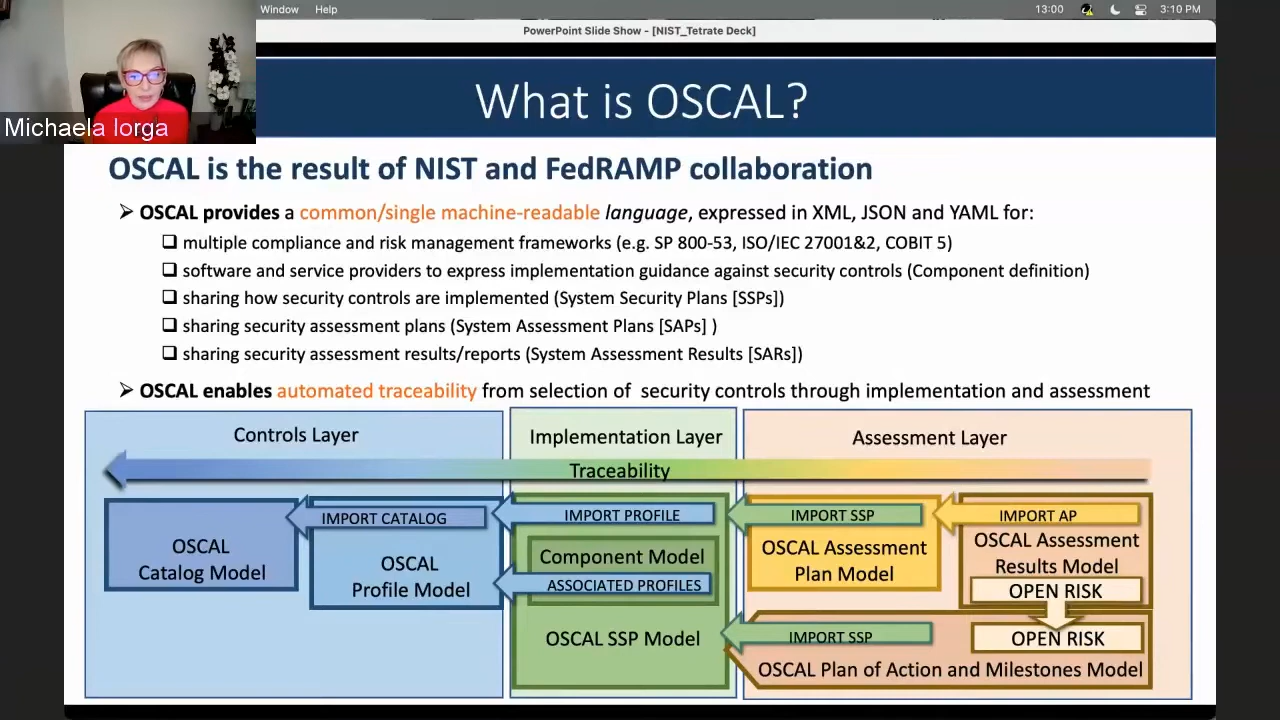 Window Help
13:00 3:10 PM
PowerPoint Slide Show - [NIST_Tetrate Deck]
Michaela Iorga
What is OSCAL?
OSCAL is the result of NIST and FedRAMP collaboration
OSCAL provides a common/single machine-readable language, expressed in XML, JSON and YAML for:
multiple compliance and risk management frameworks (e.g. SP 800-53, ISO/IEC 27001&2, COBIT 5)
software and service providers to express implementation guidance against security controls (Component definition)
sharing how security controls are implemented (System Security Plans [SSPs])
sharing security assessment plans (System Assessment Plans [SAPs] )
sharing security assessment results/reports (System Assessment Results [SARs])
OSCAL enables automated traceability from selection of security controls through implementation and assessment
Controls Layer
Implementation Layer
Assessment Layer
Traceability
IMPORT CATALOG
IMPORT PROFILE
IMPORT SSP
IMPORT AP
OSCAL
Catalog Model
OSCAL
Profile Model
Component Model
ASSOCIATED PROFILES
OSCAL SSP Model
OSCAL Assessment
Plan Model
OSCAL Assessment
Results Model
OPEN RISK
IMPORT SSP
OPEN RISK
OSCAL Plan of Action and Milestones Model